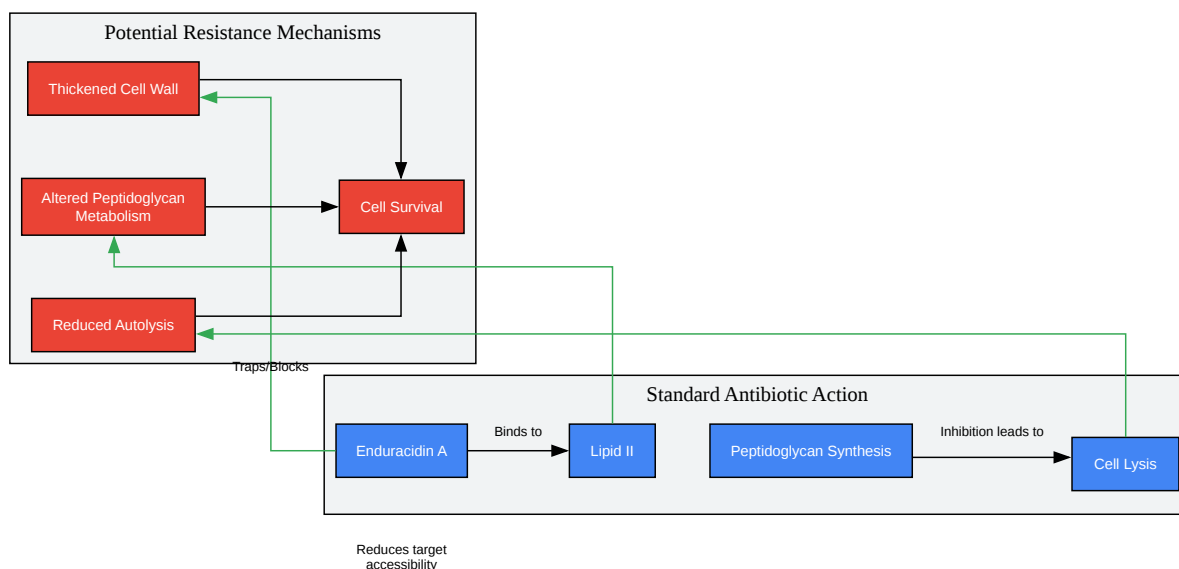 Potential Resistance Mechanisms
Thickened Cell Wall
Altered Peptidoglycan
Metabolism
Cell Survival
Reduced Autolysis
Traps/Blocks
Standard Antibiotic Action
Enduracidin A
Binds to
Lipid II
Peptidoglycan Synthesis
Inhibition leads to
Cell Lysis
Reduces target
accessibility